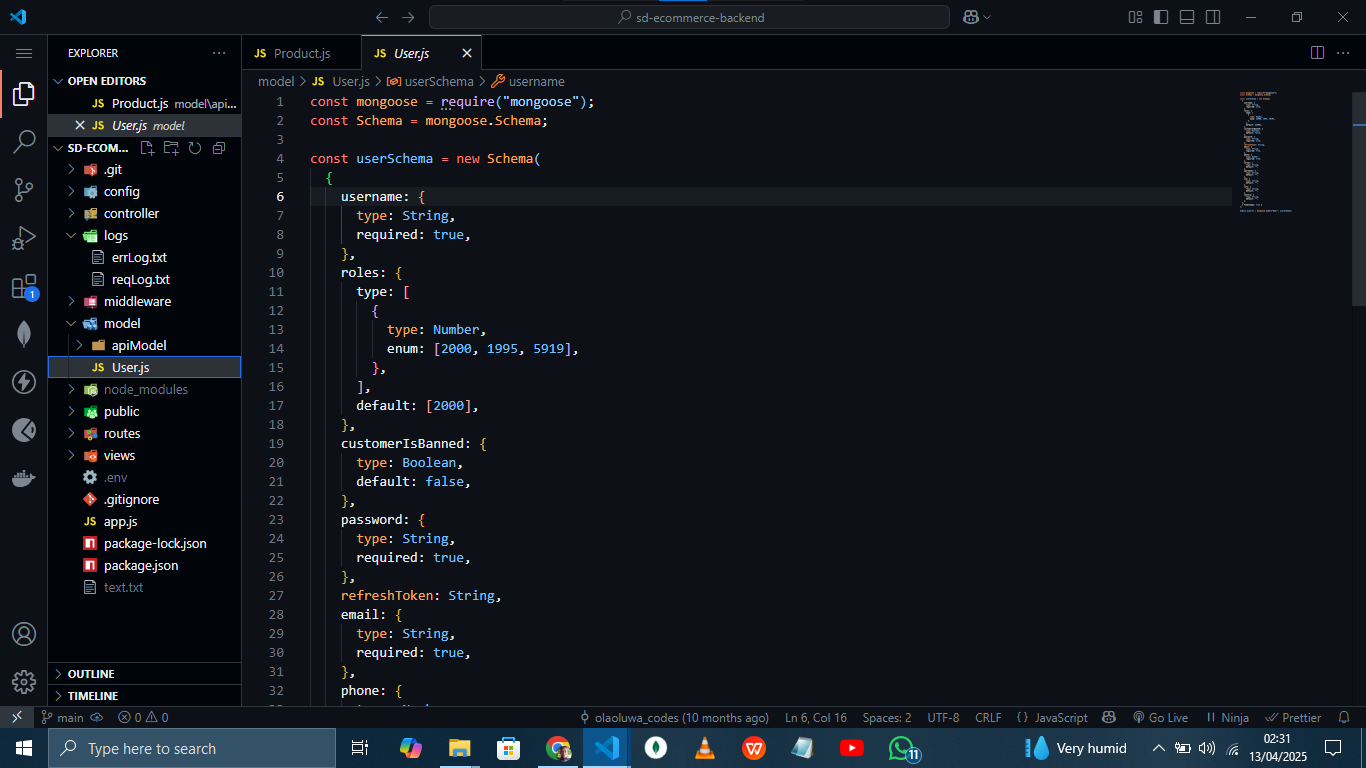 sd-ecommerce-backend
EXPLORER
JS Product.js
JS User.js
OPEN EDITORS
JS Product.js model\api...
JS User.js model
SD-ECOM...
.git
config
controller
logs
errLog.txt
reqLog.txt
middleware
model
apiModel
JS User.js
node_modules
public
routes
views
.env
.gitignore
JS app.js
package-lock.json
package.json
text.txt
OUTLINE
TIMELINE
1
model > JS User.js > userSchema > username
1 const mongoose = require("mongoose");
2 const Schema = mongoose.Schema;
3
4 const userSchema = new Schema(
5 {
6 username: {
7 type: String,
8 required: true,
9 },
10 roles: {
11 type: [
12 {
13 type: Number,
14 enum: [2000, 1995, 5919],
15 },
16 ],
17 default: [2000],
18 },
19 customerIsBanned: {
20 type: Boolean,
21 default: false,
22 },
23 password: {
24 type: String,
25 required: true,
26 },
27 refreshToken: String,
28 email: {
29 type: String,
30 required: true,
31 },
32 phone: {
main 0 0 olaoluwa_codes (10 months ago) Ln 6, Col 16 Spaces: 2 UTF-8 CRLF {} JavaScript Go Live Ninja Prettier
Type here to search
11
Very humid
02:31
13/04/2025